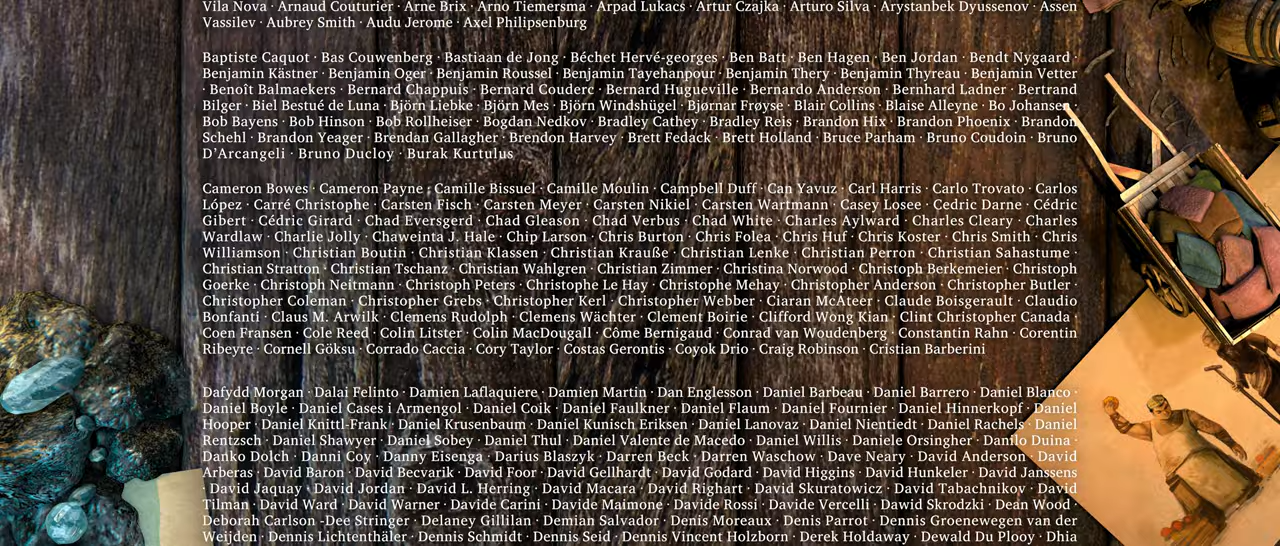 Vila Nova · Arnaud Couturier · Arne Brix · Arno Tiemersma · Arpad Lukacs · Artur Czajka · Arturo Silva · Arystanbek Dyussenov · Assen
Vassilev · Aubrey Smith · Audu Jerome · Axel Philipsenburg
Baptiste Caquot · Bas Couwenberg · Bastiaan de Jong · Béchet Hervé-georges · Ben Batt · Ben Hagen · Ben Jordan · Bendt Nygaard ·
Benjamin Kästner · Benjamin Oger · Benjamin Roussel · Benjamin Tayehanpour · Benjamin Thery · Benjamin Thyreau · Benjamin Vetter
· Benoît Balmaekers · Bernard Chappuis · Bernard Couderc · Bernard Hugueville · Bernardo Anderson · Bernhard Ladner · Bertrand
Bilger · Biel Bestué de Luna · Björn Liebke · Björn Mes · Björn Windshügel · Bjørnar Frøyse · Blair Collins · Blaise Alleyne · Bo Johansen ·
Bob Bayens · Bob Hinson · Bob Rollheiser · Bogdan Nedkov · Bradley Cathey · Bradley Reis · Brandon Hix · Brandon Phoenix · Brandon
Schehl · Brandon Yeager · Brendan Gallagher · Brendon Harvey · Brett Fedack · Brett Holland · Bruce Parham · Bruno Coudoin · Bruno
D'Arcangeli · Bruno Ducloy · Burak Kurtulus
Cameron Bowes · Cameron Payne · Camille Bissuel · Camille Moulin · Campbell Duff · Can Yavuz · Carl Harris · Carlo Trovato · Carlos
López · Carré Christophe · Carsten Fisch · Carsten Meyer · Carsten Nikiel · Carsten Wartmann · Casey Losee · Cedric Darne · Cédric
Gibert · Cédric Girard · Chad Eversgerd · Chad Gleason · Chad Verbus · Chad White · Charles Aylward · Charles Cleary · Charles
Wardlaw · Charlie Jolly · Chaweinta J. Hale · Chip Larson · Chris Burton · Chris Folea · Chris Huf · Chris Koster · Chris Smith · Chris
Williamson · Christian Boutin · Christian Klassen · Christian Krauße · Christian Lenke · Christian Perron · Christian Sahastume ·
Christian Stratton · Christian Tschanz · Christian Wahlgren · Christian Zimmer · Christina Norwood · Christoph Berkemeier · Christoph
Goerke · Christoph Neitmann · Christoph Peters · Christophe Le Hay · Christophe Mehay · Christopher Anderson · Christopher Butler ·
Christopher Coleman · Christopher Grebs · Christopher Kerl · Christopher Webber · Ciaran McAteer · Claude Boisgerault · Claudio
Bonfanti · Claus M. Arwilk · Clemens Rudolph · Clemens Wächter · Clement Boirie · Clifford Wong Kian · Clint Christopher Canada ·
Coen Fransen · Cole Reed · Colin Litster · Colin MacDougall · Côme Bernigaud · Conrad van Woudenberg · Constantin Rahn · Corentin
Ribeyre · Cornell Göksu · Corrado Caccia · Cory Taylor · Costas Gerontis · Coyok Drio · Craig Robinson · Cristian Barberini
Dafydd Morgan · Dalai Felinto · Damien Laflaquiere · Damien Martin · Dan Englesson · Daniel Barbeau · Daniel Barrero · Daniel Blanco ·
Daniel Boyle · Daniel Cases i Armengol · Daniel Coik · Daniel Faulkner · Daniel Flaum · Daniel Fournier · Daniel Hinnerkopf · Daniel
Hooper · Daniel Knittl-Frank · Daniel Krusenbaum · Daniel Kunisch Eriksen · Daniel Lanovaz · Daniel Nientiedt · Daniel Rachels · Daniel
Rentzsch · Daniel Shawyer · Daniel Sobey · Daniel Thul · Daniel Valente de Macedo · Daniel Willis · Daniele Orsingher · Danilo Duina ·
Danko Dolch · Danni Coy · Danny Eisenga · Darius Blaszyk · Darren Beck · Darren Waschow · Dave Neary · David Anderson · David
Arberas · David Baron · David Becvarik · David Foor · David Gellhardt · David Godard · David Higgins · David Hunkeler · David Janssens
· David Jaquay · David Jordan · David L. Herring · David Macara · David Righart · David Skuratowicz · David Tabachnikov · David
Tilman · David Ward · David Warner · Davide Carini · Davide Maimone · Davide Rossi · Davide Vercelli · Dawid Skrodzki · Dean Wood ·
Deborah Carlson -Dee Stringer · Delaney Gillilan · Demian Salvador · Denis Moreaux · Denis Parrot · Dennis Groenewegen van der
Weijden · Dennis Lichtenthäler · Dennis Schmidt · Dennis Seid · Dennis Vincent Holzborn · Derek Holdaway · Dewald Du Plooy · Dhia